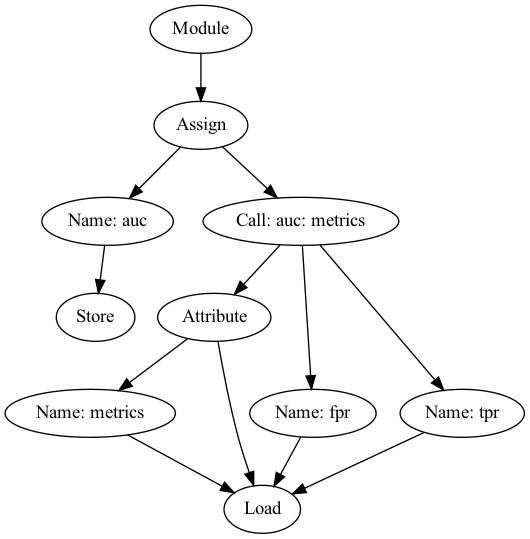 Module
Assign
Name: auc
Call: auc: metrics
Store
Attribute
Name: metrics
Name: fpr
Name: tpr
Load